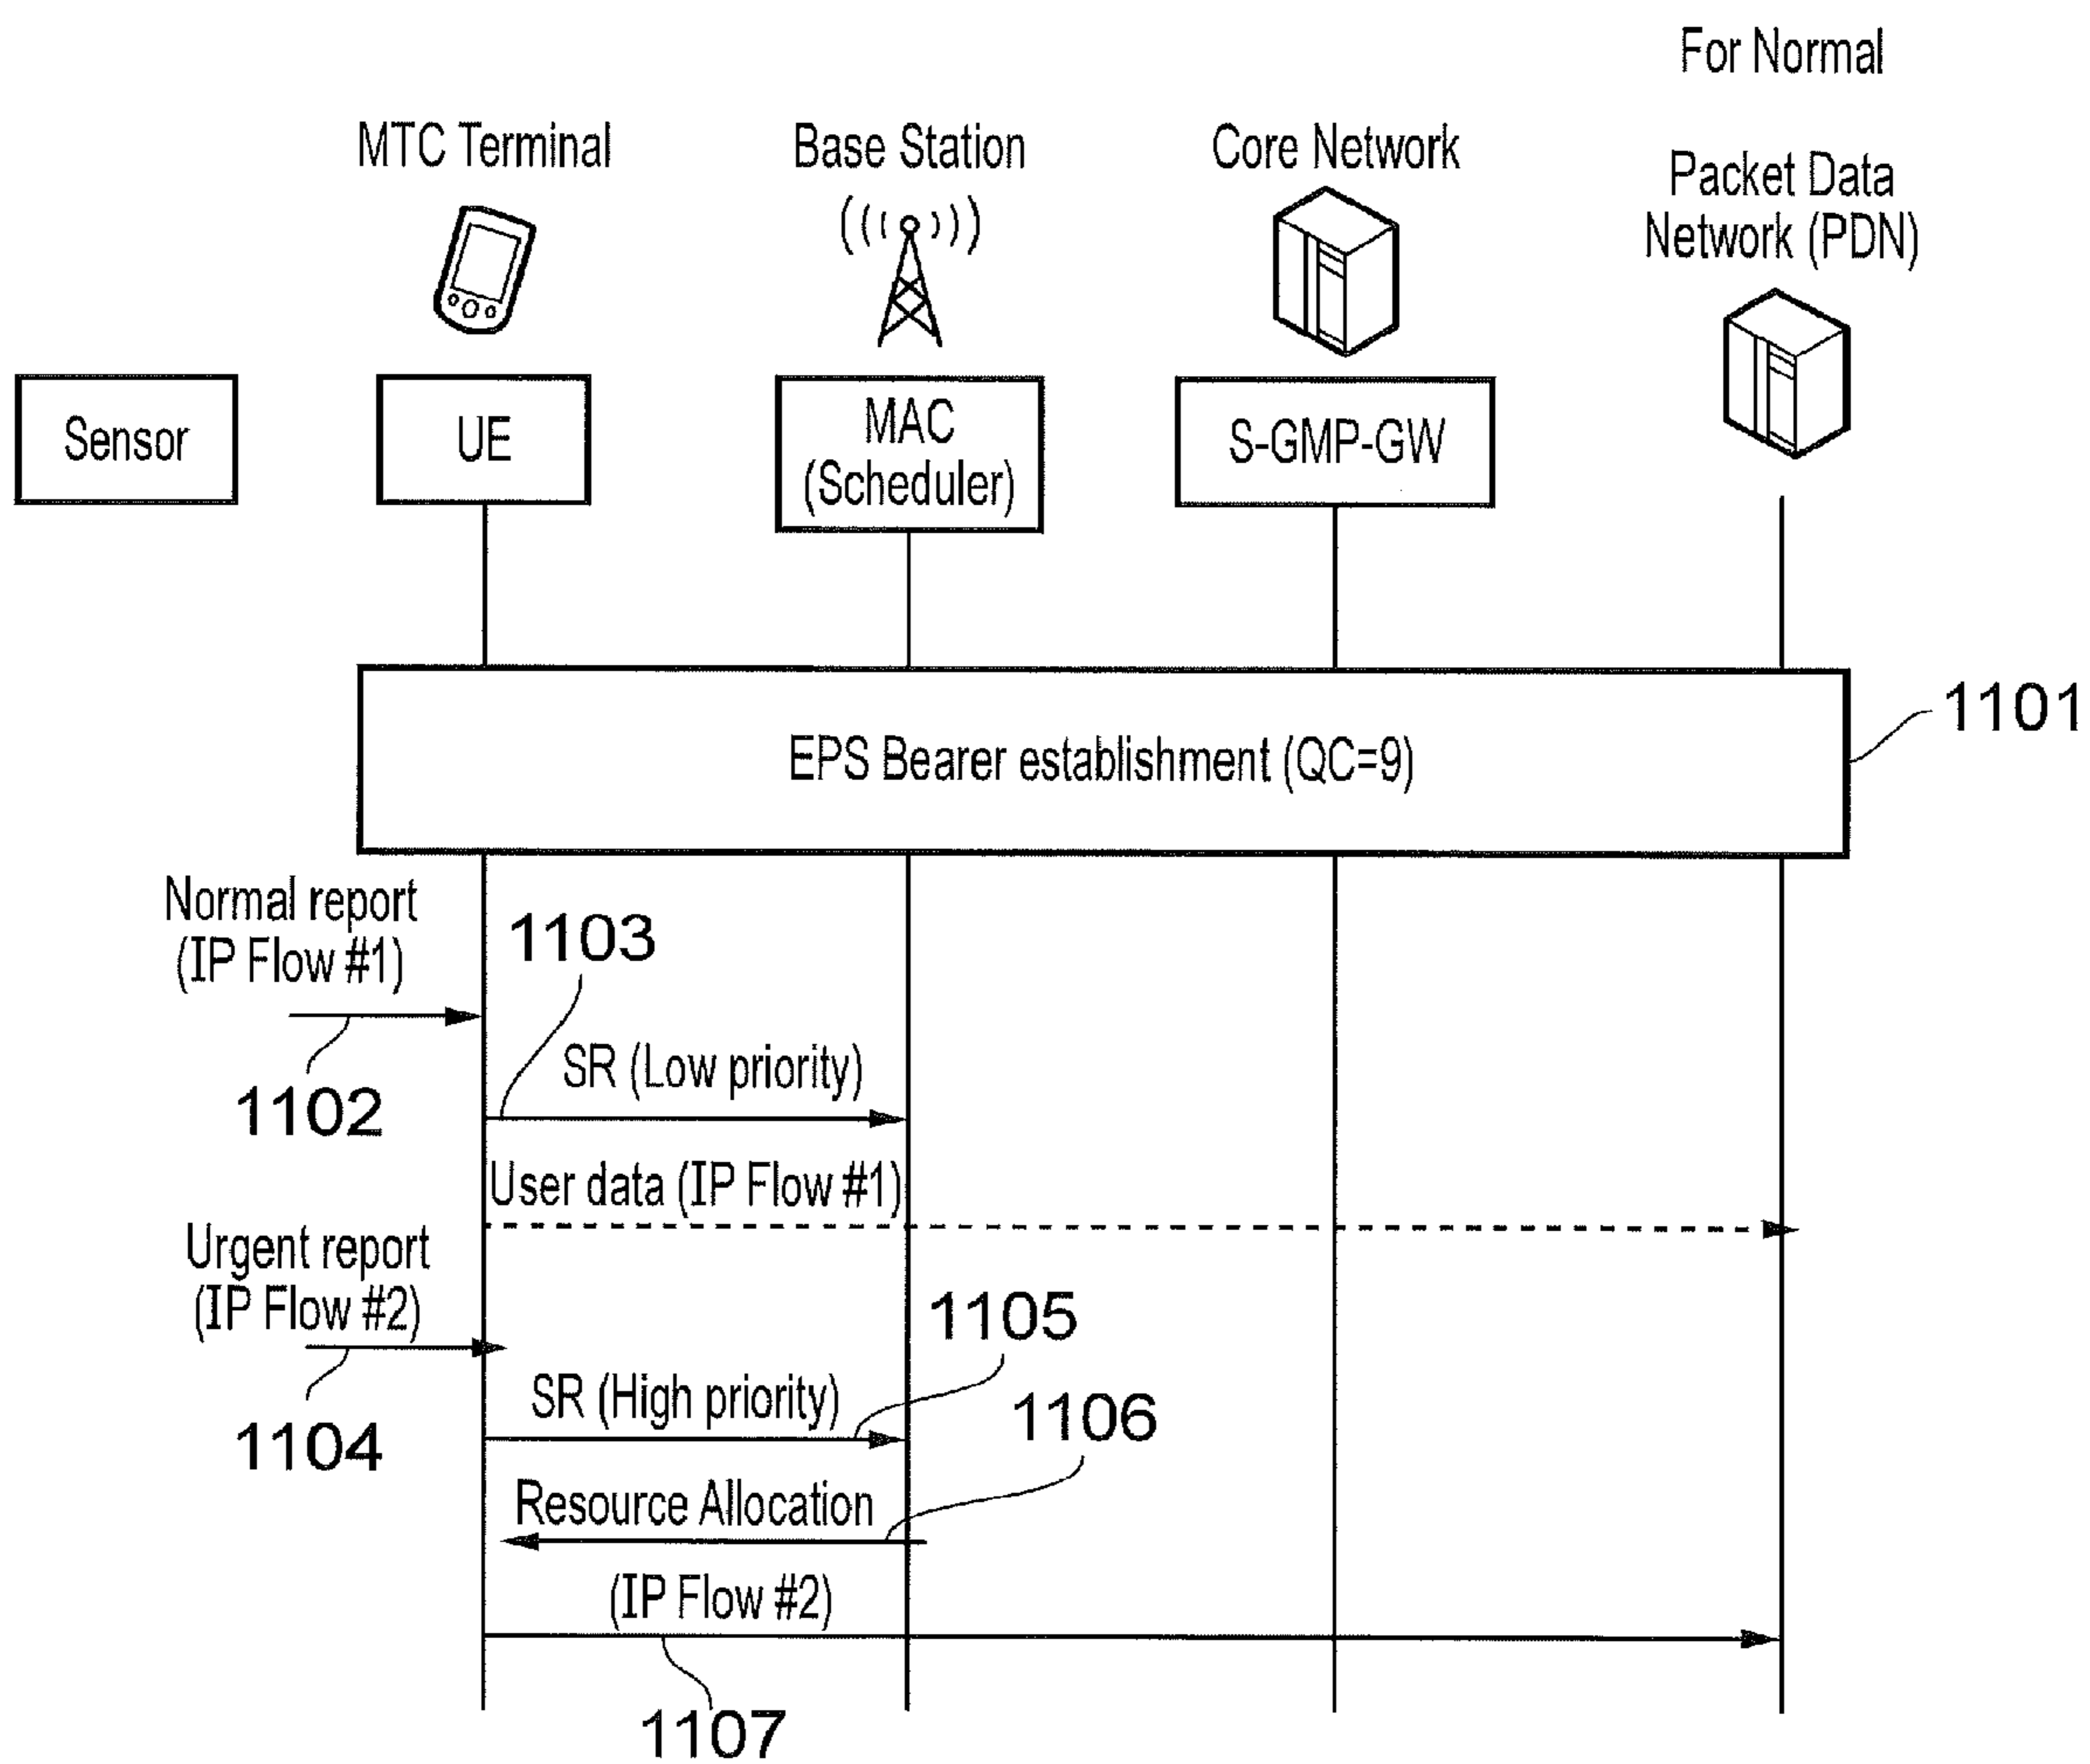 For Normal
MTC Terminal
Base Station
Core Network
Packet Data
Network (PDN)
Sensor
UE
MAC
(Scheduler)
S-GMP-GW
EPS Bearer establishment (QC=9)
1101
Normal report
(IP Flow #1)
1103
1102
SR (Low priority)
User data (IP Flow #1)
Urgent report
(IP Flow #2)
1105
1104
SR (High priority)
1106
Resource Allocation
(IP Flow #2)
1107